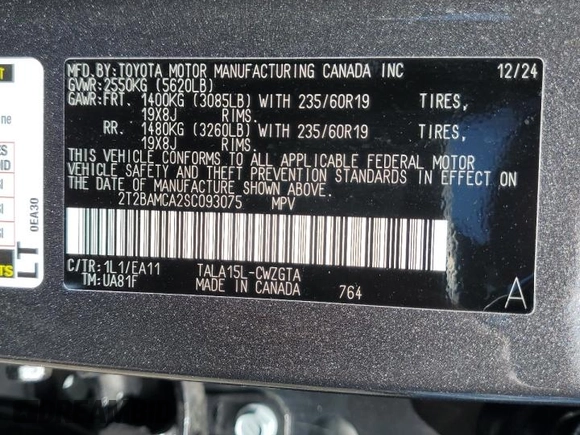 MFD.BY:TOYOTA MOTOR MANUFACTURING CANADA INC 12/24
GVWR:2550KG (5620LB)
GAWR:FRT. 1400KG (3085LB) WITH 235/60R19 TIRES,
19X8J RIMS.
RR. 1480KG (3260LB) WITH 235/60R19 TIRES,
19X8J RIMS.
THIS VEHICLE CONFORMS TO ALL APPLICABLE FEDERAL MOTOR
VEHICLE SAFETY AND THEFT PREVENTION STANDARDS IN EFFECT ON
THE DATE OF MANUFACTURE SHOWN ABOVE.
2T2BAMCA2SC093075 MPV
C/TR:1L1/EA11 TALA15L-CWZGTA
TM:UA81F MADE IN CANADA 764 A
LT
0EA30